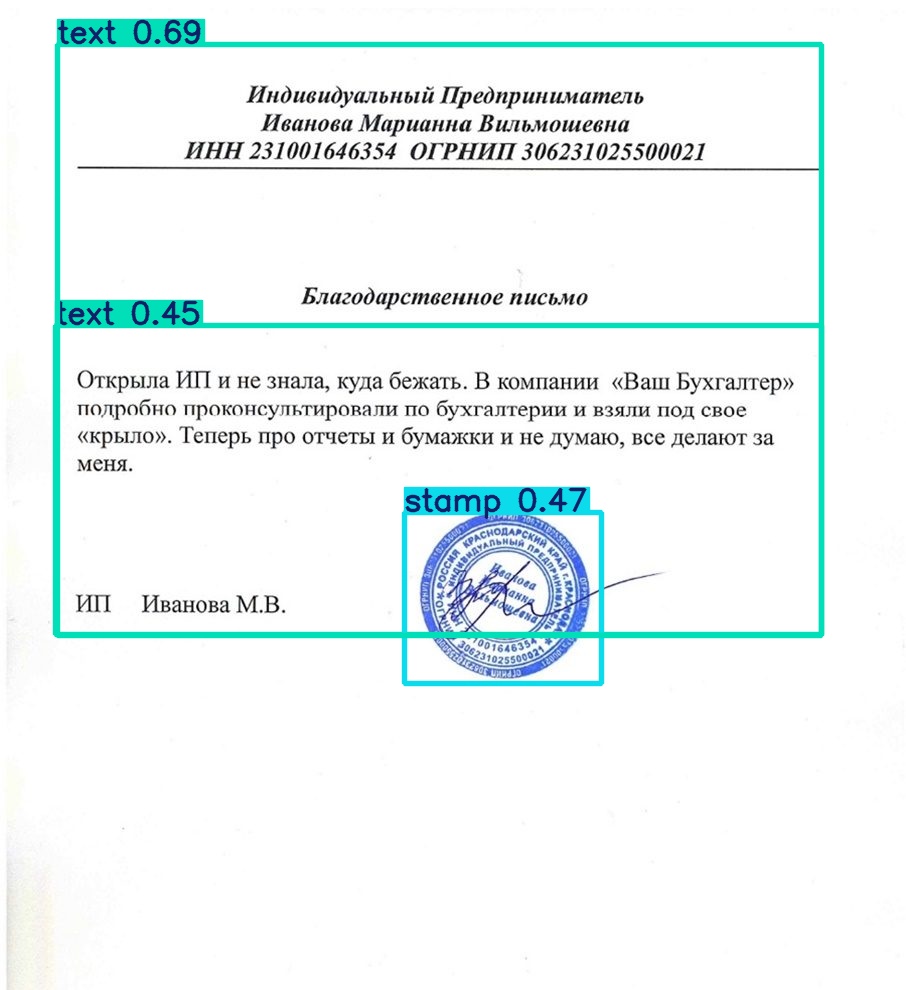 text 0.69
Индивидуальный Предприниматель
Иванова Марианна Вильмошевна
ИНН 231001646354 ОГРНИП 306231025500021
Благодарственное письмо
text 0.45
Открыла ИП и не знала, куда бежать. В компании «Ваш Бухгалтер»
подробно проконсультировали по бухгалтерии и взяли под свое
«крыло». Теперь про отчеты и бумажки и не думаю, все делают за
меня.
stamp 0.47
РОССИЯ КРАСНОДАРСКИЙ КРАЙ г.
ИНДИВИДУАЛЬНЫЙ ПРЕДПРИНИМАТЕЛЬ
Иванова
Вильмошевна
306231025500021
ОГРНИП
ИП Иванова М.В.